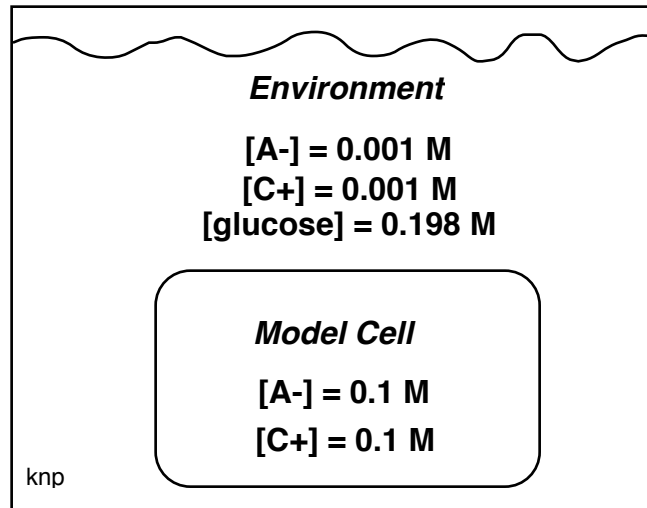 Environment
[A-] = 0.001 M
[C+] = 0.001 M
[glucose] = 0.198 M
Model Cell
[A-] = 0.1 M
[C+] = 0.1 M
knp